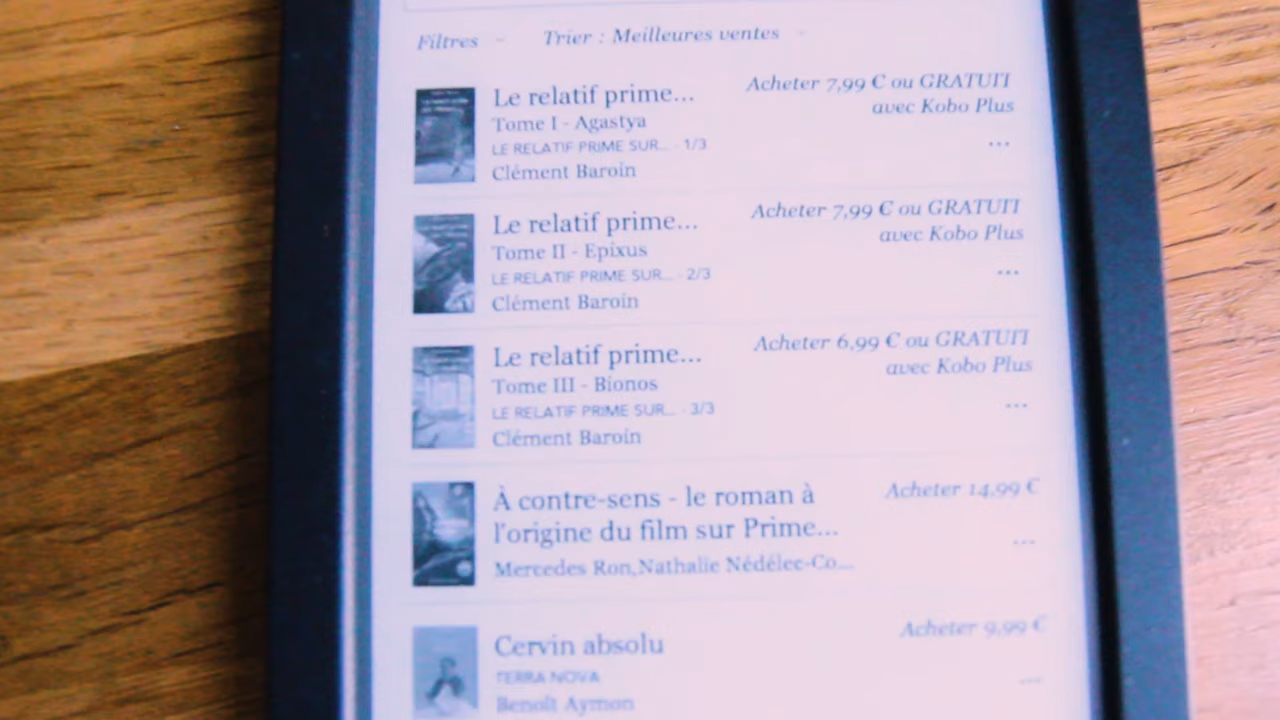 Filtres Trier : Meilleures ventes
Le relatif prime... Acheter 7,99 € ou GRATUIT
Tome I - Agastya avec Kobo Plus
LE RELATIF PRIME SUR... · 1/3 ...
Clément Baroin
Le relatif prime... Acheter 7,99 € ou GRATUIT
Tome II - Epixus avec Kobo Plus
LE RELATIF PRIME SUR... · 2/3 ...
Clément Baroin
Le relatif prime... Acheter 6,99 € ou GRATUIT
Tome III - Bionos avec Kobo Plus
LE RELATIF PRIME SUR... · 3/3 ...
Clément Baroin
À contre-sens - le roman à Acheter 14,99 €
l'origine du film sur Prime... ...
Mercedes Ron,Nathalie Nédélec-Co...
Cervin absolu Acheter 9,99 €
TERRA NOVA ...
Benoît Aymon